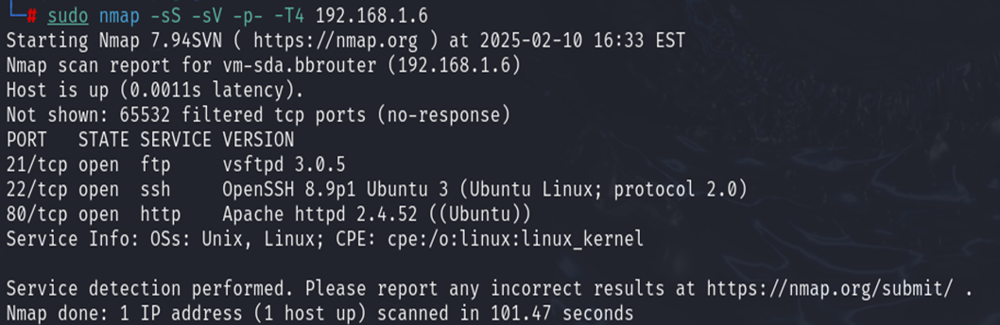 └─# sudo nmap -sS -sV -p- -T4 192.168.1.6
Starting Nmap 7.94SVN ( https://nmap.org ) at 2025-02-10 16:33 EST
Nmap scan report for vm-sda.bbrouter (192.168.1.6)
Host is up (0.0011s latency).
Not shown: 65532 filtered tcp ports (no-response)
PORT   STATE SERVICE VERSION
21/tcp open  ftp     vsftpd 3.0.5
22/tcp open  ssh     OpenSSH 8.9p1 Ubuntu 3 (Ubuntu Linux; protocol 2.0)
80/tcp open  http    Apache httpd 2.4.52 ((Ubuntu))
Service Info: OSs: Unix, Linux; CPE: cpe:/o:linux:linux_kernel
Service detection performed. Please report any incorrect results at https://nmap.org/submit/ .
Nmap done: 1 IP address (1 host up) scanned in 101.47 seconds